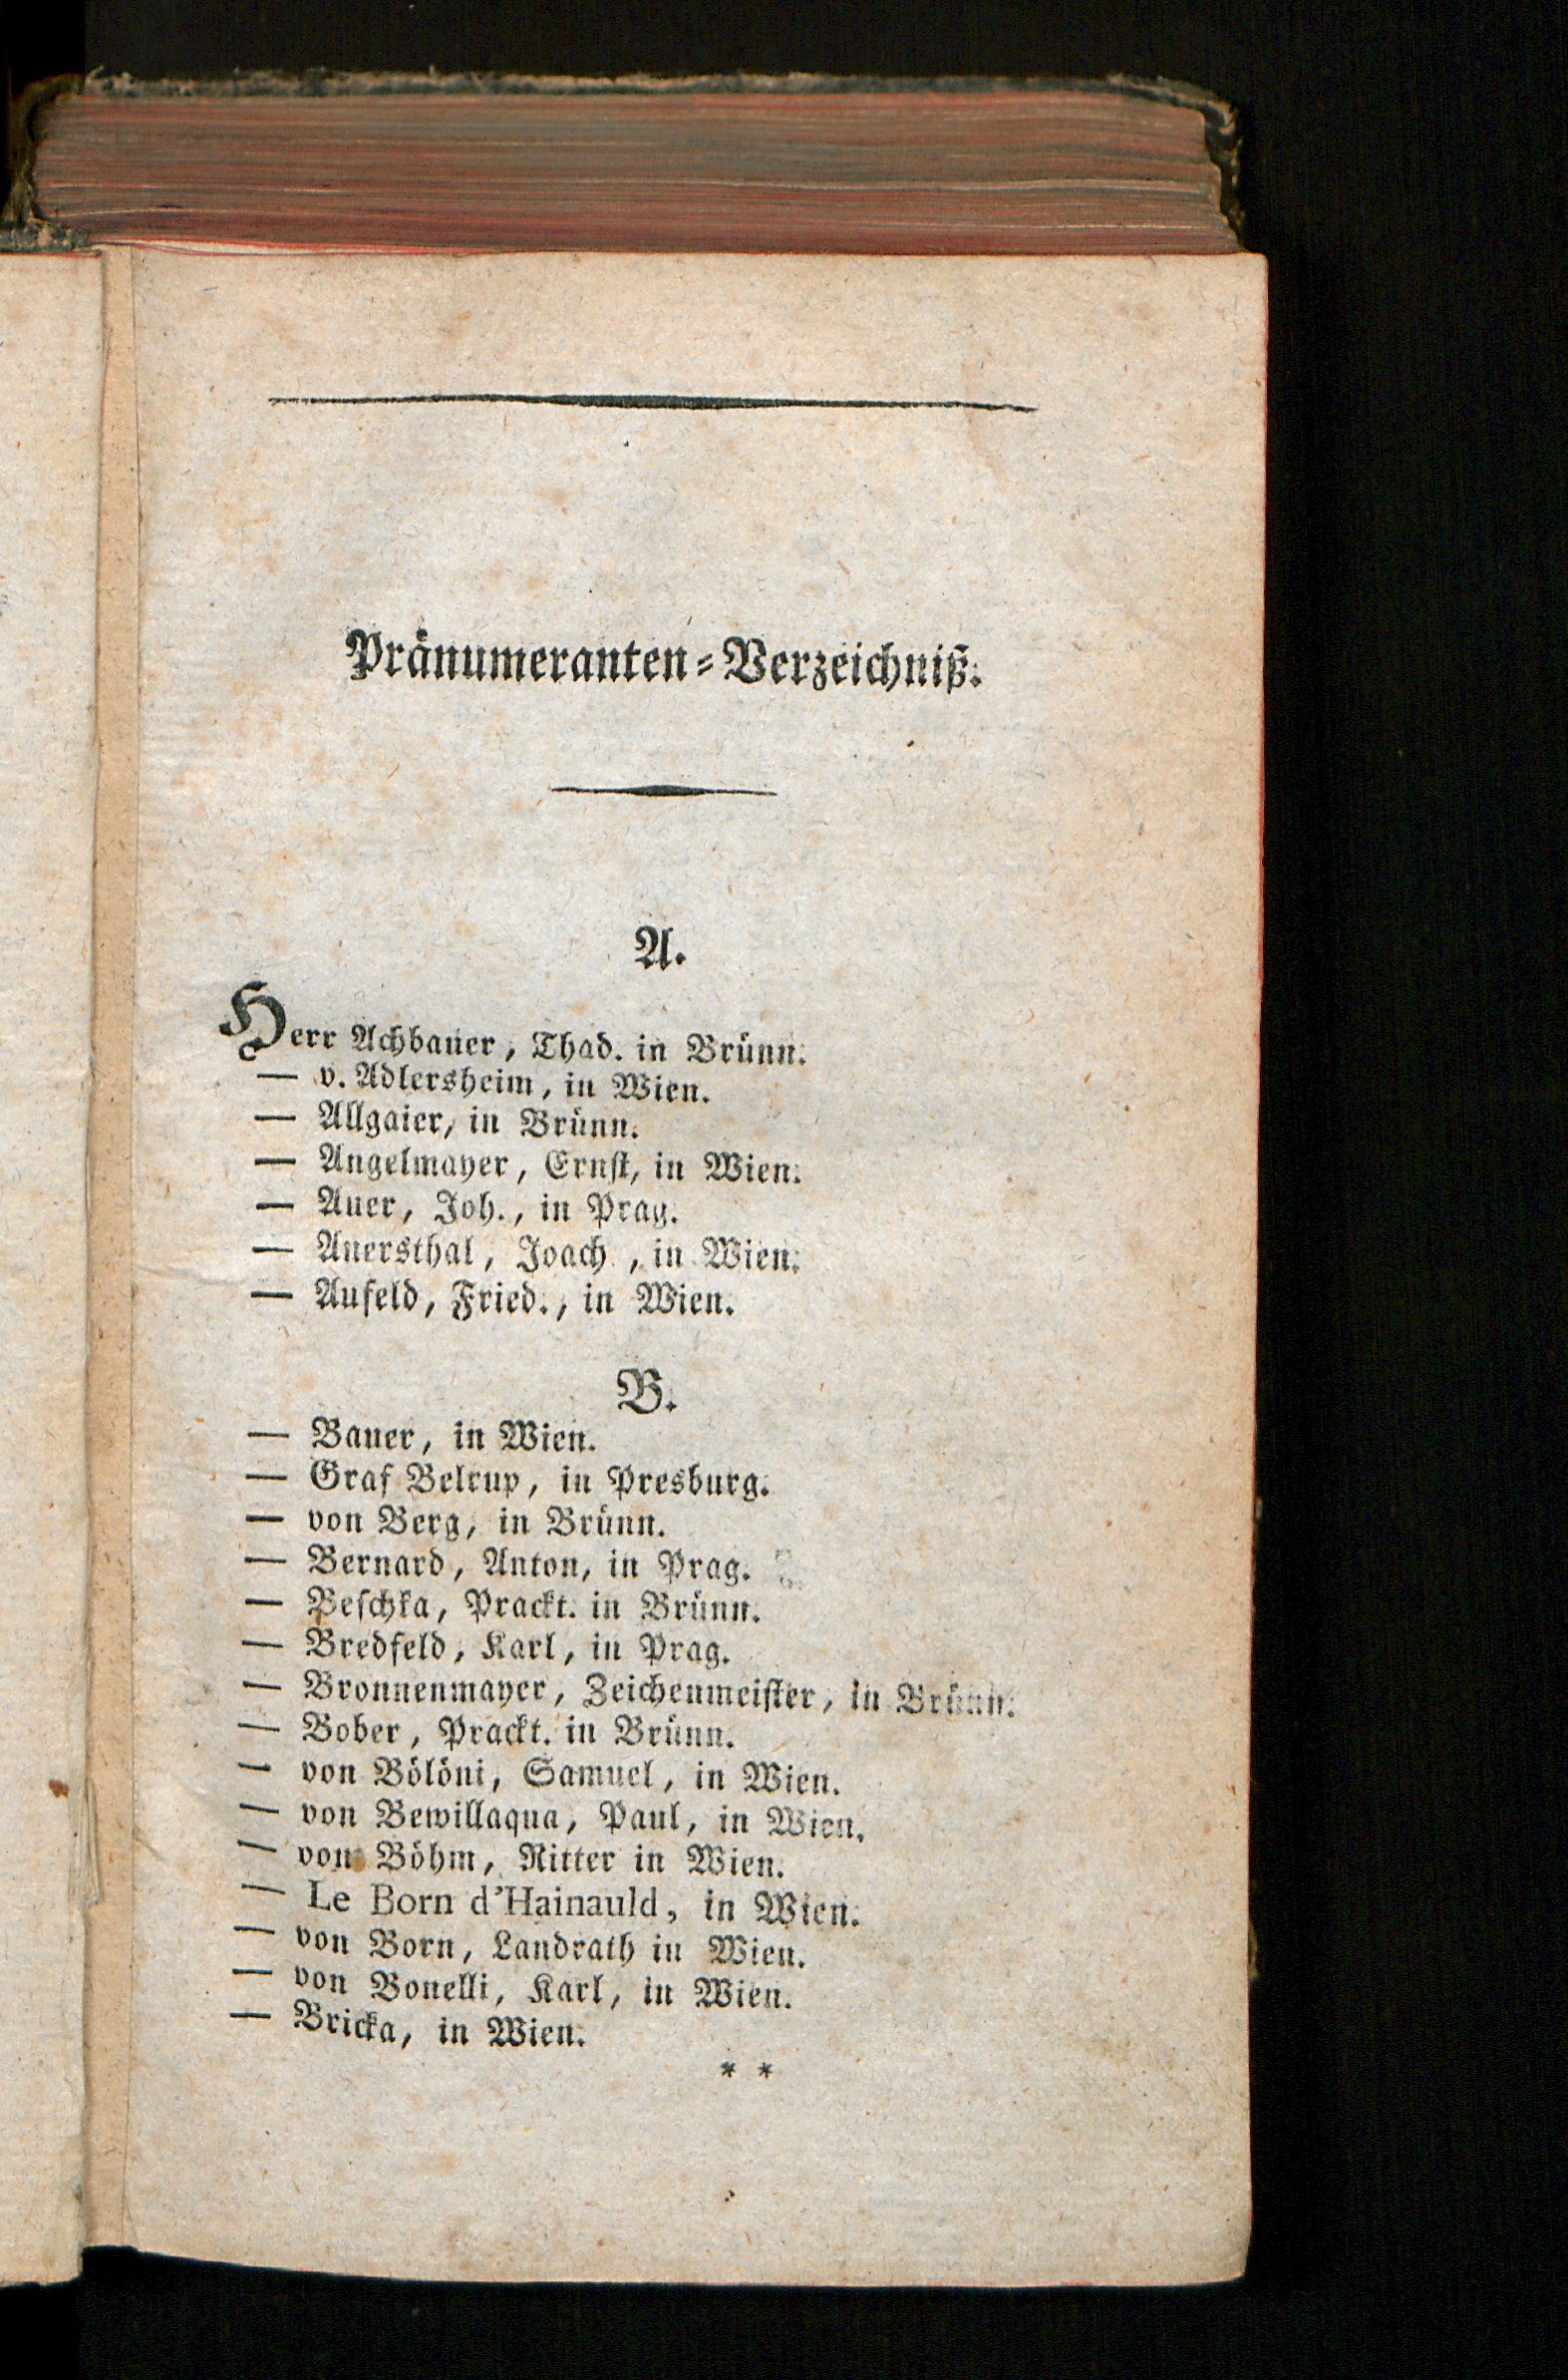 Pränumeranten-Verzeichniß.
A.
Herr Achbauer, Thad. in Brünn.
— v. Adlersheim, in Wien.
— Allgaier, in Brünn.
— Angelmayer, Ernst, in Wien.
— Auer, Joh., in Prag.
— Auersthal, Joach., in Wien.
— Aufeld, Fried., in Wien.
B.
— Bauer, in Wien.
— Graf Belrup, in Presburg.
— von Berg, in Brünn.
— Bernard, Anton, in Prag.
— Peschka, Prackt. in Brünn.
— Bredfeld, Karl, in Prag.
— Bronnenmayer, Zeichenmeister, in Brünn.
— Bober, Prackt. in Brünn.
— von Bölöni, Samuel, in Wien.
— von Bewillaqua, Paul, in Wien.
— von Böhm, Ritter in Wien.
— Le Born d'Hainauld, in Wien.
— von Born, Landrath in Wien.
— von Bonelli, Karl, in Wien.
— Bricka, in Wien.
* *